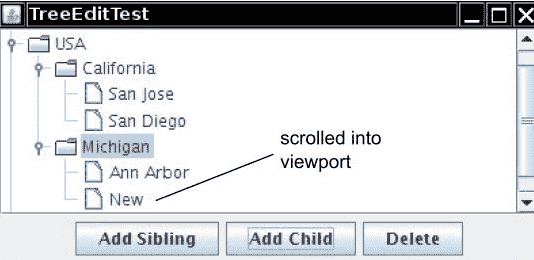 TreeEditTest
USA
California
San Jose
San Diego
Michigan
Ann Arbor
New
scrolled into
viewport
Add Sibling Add Child Delete